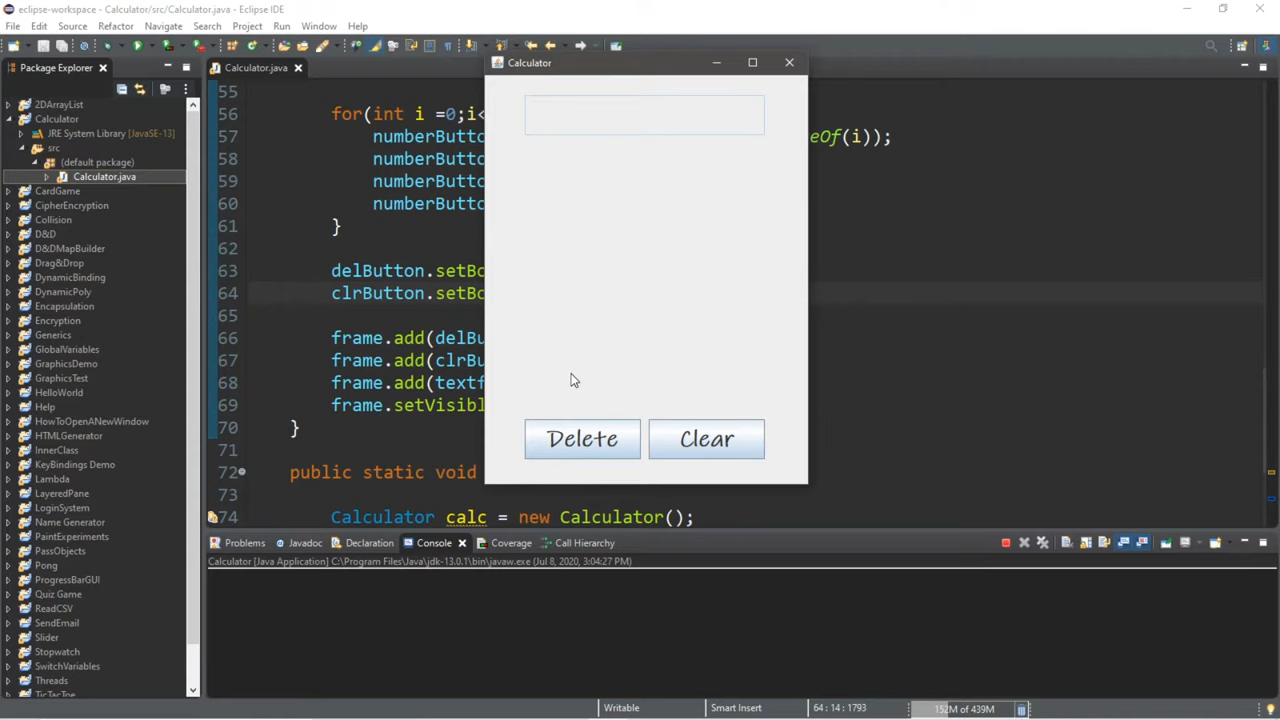 eclipse-workspace - Calculator/src/Calculator.java - Eclipse IDE
File Edit Source Refactor Navigate Search Project Run Window Help
Package Explorer
Calculator.java
Calculator
2DArrayList
Calculator
JRE System Library [JavaSE-13]
src
(default package)
Calculator.java
CardGame
CipherEncryption
Collision
D&D
D&DMapBuilder
Drag&Drop
DynamicBinding
DynamicPoly
Encapsulation
Encryption
Generics
GlobalVariables
GraphicsDemo
GraphicsTest
HelloWorld
Help
HowToOpenANewWindow
HTMLGenerator
InnerClass
KeyBindings Demo
Lambda
LayeredPane
LoginSystem
Name Generator
PaintExperiments
PassObjects
Pong
ProgressBarGUI
Quiz Game
ReadCSV
SendEmail
Slider
Stopwatch
SwitchVariables
Threads
TicTacToe
55
56 for(int i =0;i<
57 numberButto eOf(i));
58 numberButto
59 numberButto
60 numberButto
61 }
62
63 delButton.setBo
64 clrButton.setBo
65
66 frame.add(delBu
67 frame.add(clrBu
68 frame.add(textf
69 frame.setVisibl
70 }
71
72 public static void
73
74 Calculator calc = new Calculator();
Delete Clear
Problems Javadoc Declaration Console Coverage Call Hierarchy
Calculator [Java Application] C:\Program Files\Java\jdk-13.0.1\bin\javaw.exe (Jul 8, 2020, 3:04:27 PM)
Writable Smart Insert 64 : 14 : 1793 152M of 439M